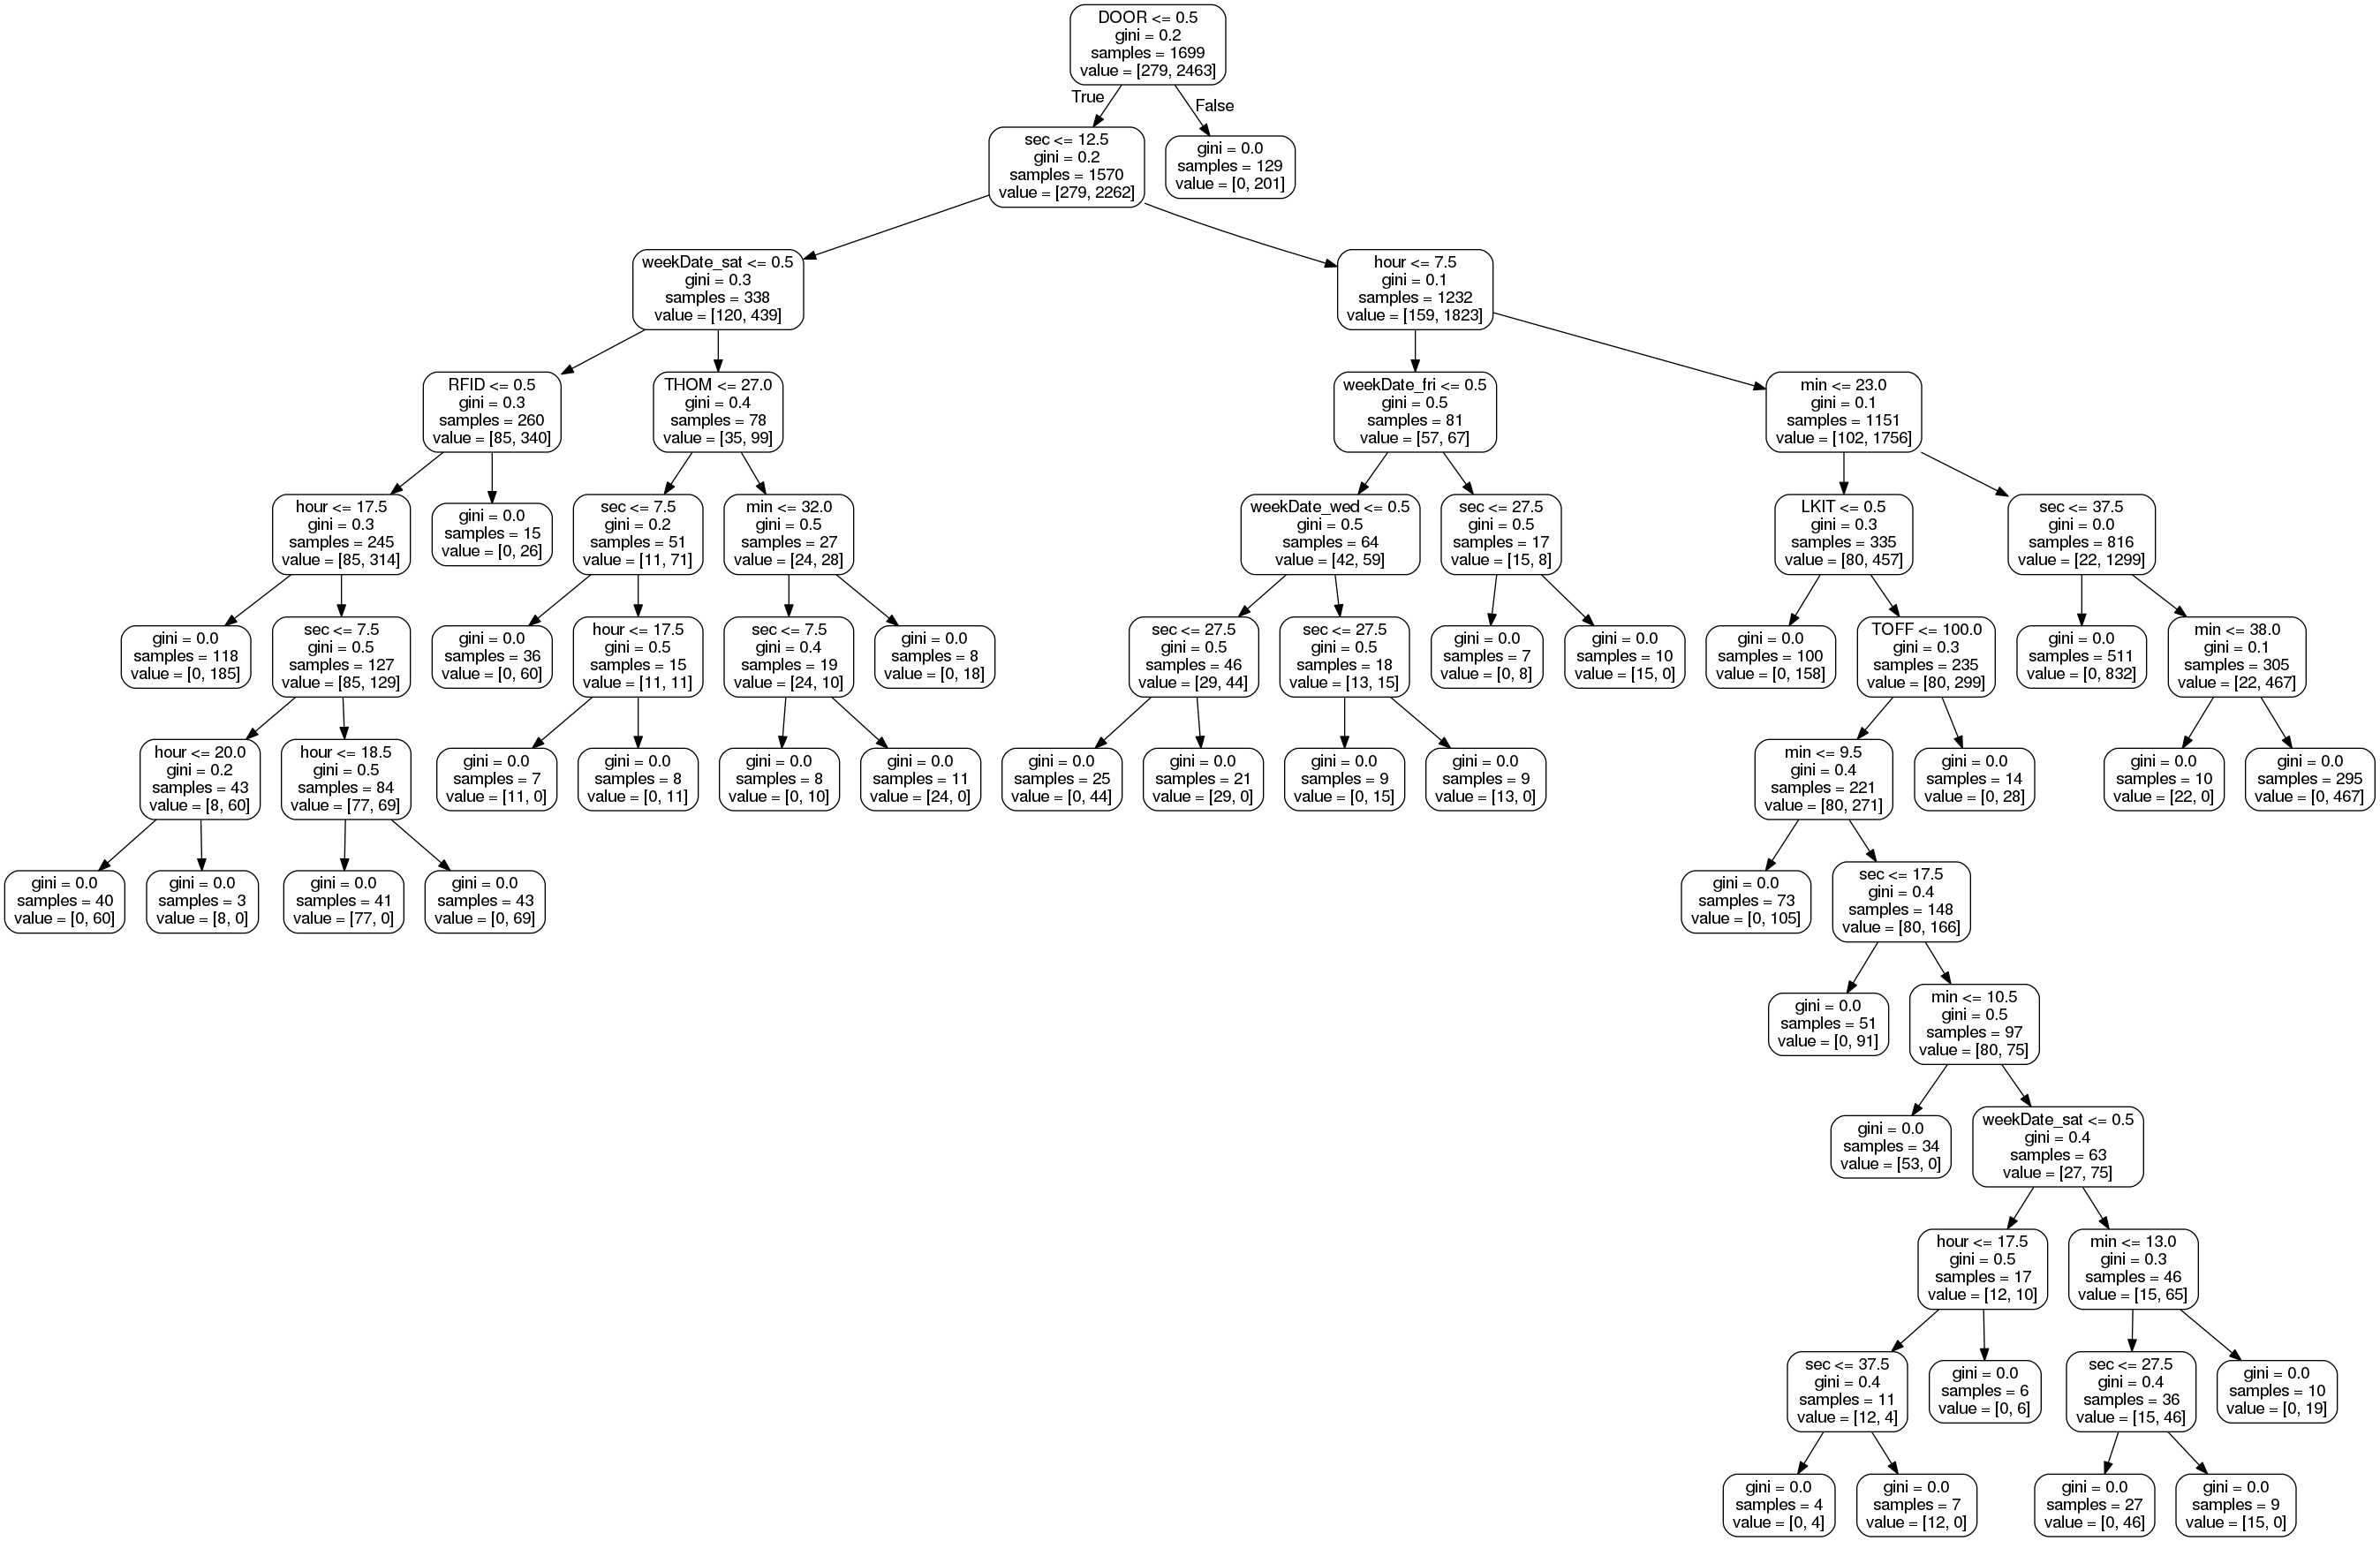 DOOR <= 0.5
gini = 0.2
samples = 1699
value = [279, 2463]
True
False
sec <= 12.5
gini = 0.2
samples = 1570
value = [279, 2262]
gini = 0.0
samples = 129
value = [0, 201]
weekDate_sat <= 0.5
gini = 0.3
samples = 338
value = [120, 439]
hour <= 7.5
gini = 0.1
samples = 1232
value = [159, 1823]
RFID <= 0.5
gini = 0.3
samples = 260
value = [85, 340]
THOM <= 27.0
gini = 0.4
samples = 78
value = [35, 99]
weekDate_fri <= 0.5
gini = 0.5
samples = 81
value = [57, 67]
min <= 23.0
gini = 0.1
samples = 1151
value = [102, 1756]
hour <= 17.5
gini = 0.3
samples = 245
value = [85, 314]
gini = 0.0
samples = 15
value = [0, 26]
sec <= 7.5
gini = 0.2
samples = 51
value = [11, 71]
min <= 32.0
gini = 0.5
samples = 27
value = [24, 28]
weekDate_wed <= 0.5
gini = 0.5
samples = 64
value = [42, 59]
sec <= 27.5
gini = 0.5
samples = 17
value = [15, 8]
LKIT <= 0.5
gini = 0.3
samples = 335
value = [80, 457]
sec <= 37.5
gini = 0.0
samples = 816
value = [22, 1299]
gini = 0.0
samples = 118
value = [0, 185]
sec <= 7.5
gini = 0.5
samples = 127
value = [85, 129]
gini = 0.0
samples = 36
value = [0, 60]
hour <= 17.5
gini = 0.5
samples = 15
value = [11, 11]
sec <= 7.5
gini = 0.4
samples = 19
value = [24, 10]
gini = 0.0
samples = 8
value = [0, 18]
sec <= 27.5
gini = 0.5
samples = 46
value = [29, 44]
sec <= 27.5
gini = 0.5
samples = 18
value = [13, 15]
gini = 0.0
samples = 7
value = [0, 8]
gini = 0.0
samples = 10
value = [15, 0]
gini = 0.0
samples = 100
value = [0, 158]
TOFF <= 100.0
gini = 0.3
samples = 235
value = [80, 299]
gini = 0.0
samples = 511
value = [0, 832]
min <= 38.0
gini = 0.1
samples = 305
value = [22, 467]
hour <= 20.0
gini = 0.2
samples = 43
value = [8, 60]
hour <= 18.5
gini = 0.5
samples = 84
value = [77, 69]
gini = 0.0
samples = 7
value = [11, 0]
gini = 0.0
samples = 8
value = [0, 11]
gini = 0.0
samples = 8
value = [0, 10]
gini = 0.0
samples = 11
value = [24, 0]
gini = 0.0
samples = 25
value = [0, 44]
gini = 0.0
samples = 21
value = [29, 0]
gini = 0.0
samples = 9
value = [0, 15]
gini = 0.0
samples = 9
value = [13, 0]
min <= 9.5
gini = 0.4
samples = 221
value = [80, 271]
gini = 0.0
samples = 14
value = [0, 28]
gini = 0.0
samples = 10
value = [22, 0]
gini = 0.0
samples = 295
value = [0, 467]
gini = 0.0
samples = 40
value = [0, 60]
gini = 0.0
samples = 3
value = [8, 0]
gini = 0.0
samples = 41
value = [77, 0]
gini = 0.0
samples = 43
value = [0, 69]
gini = 0.0
samples = 73
value = [0, 105]
sec <= 17.5
gini = 0.4
samples = 148
value = [80, 166]
gini = 0.0
samples = 51
value = [0, 91]
min <= 10.5
gini = 0.5
samples = 97
value = [80, 75]
gini = 0.0
samples = 34
value = [53, 0]
weekDate_sat <= 0.5
gini = 0.4
samples = 63
value = [27, 75]
hour <= 17.5
gini = 0.5
samples = 17
value = [12, 10]
min <= 13.0
gini = 0.3
samples = 46
value = [15, 65]
sec <= 37.5
gini = 0.4
samples = 11
value = [12, 4]
gini = 0.0
samples = 6
value = [0, 6]
sec <= 27.5
gini = 0.4
samples = 36
value = [15, 46]
gini = 0.0
samples = 10
value = [0, 19]
gini = 0.0
samples = 4
value = [0, 4]
gini = 0.0
samples = 7
value = [12, 0]
gini = 0.0
samples = 27
value = [0, 46]
gini = 0.0
samples = 9
value = [15, 0]